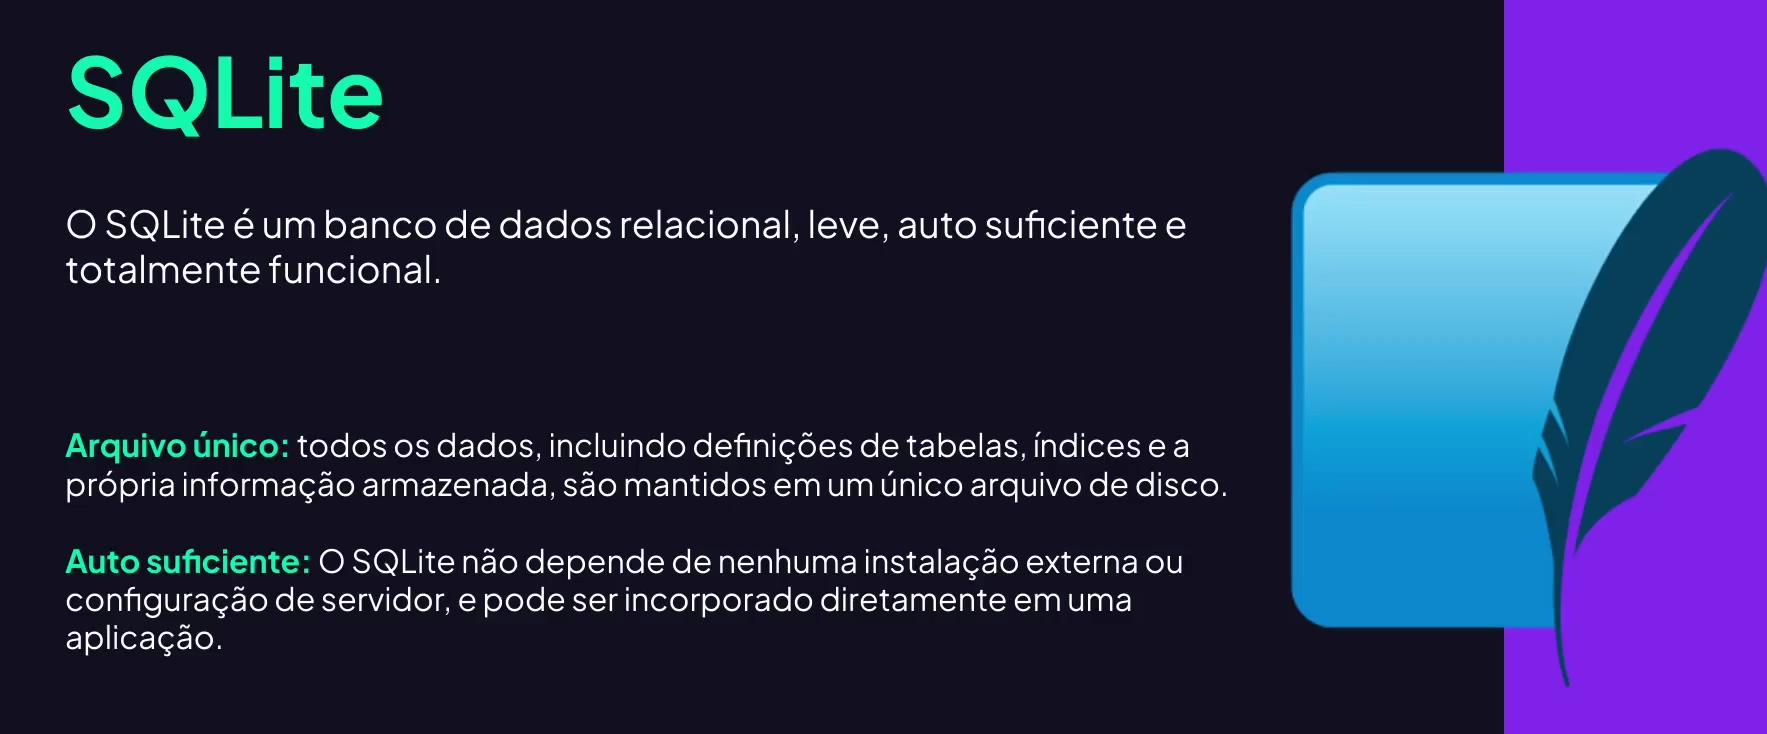 SQLite
O SQLite é um banco de dados relacional, leve, auto suficiente e
totalmente funcional.
Arquivo único: todos os dados, incluindo definições de tabelas, índices e a
própria informação armazenada, são mantidos em um único arquivo de disco.
Auto suficiente: O SQLite não depende de nenhuma instalação externa ou
configuração de servidor, e pode ser incorporado diretamente em uma
aplicação.